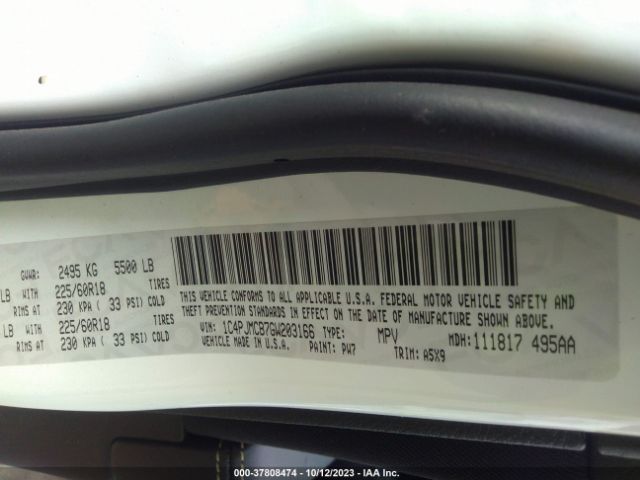 GVWR: 2495 KG 5500 LB
LB WITH 225/60R18 TIRES
RIMS AT 230 KPA ( 33 PSI) COLD
LB WITH 225/60R18 TIRES
RIMS AT 230 KPA ( 33 PSI) COLD
THIS VEHICLE CONFORMS TO ALL APPLICABLE U.S.A. FEDERAL MOTOR VEHICLE SAFETY AND
THEFT PREVENTION STANDARDS IN EFFECT ON THE DATE OF MANUFACTURE SHOWN ABOVE.
VIN: 1C4PJMCB7GW203166 TYPE: MPV MDH: 111817 495AA
VEHICLE MADE IN U.S.A. PAINT: PW7 TRIM: A5X9
000-37808474 - 10/12/2023 - IAA Inc.